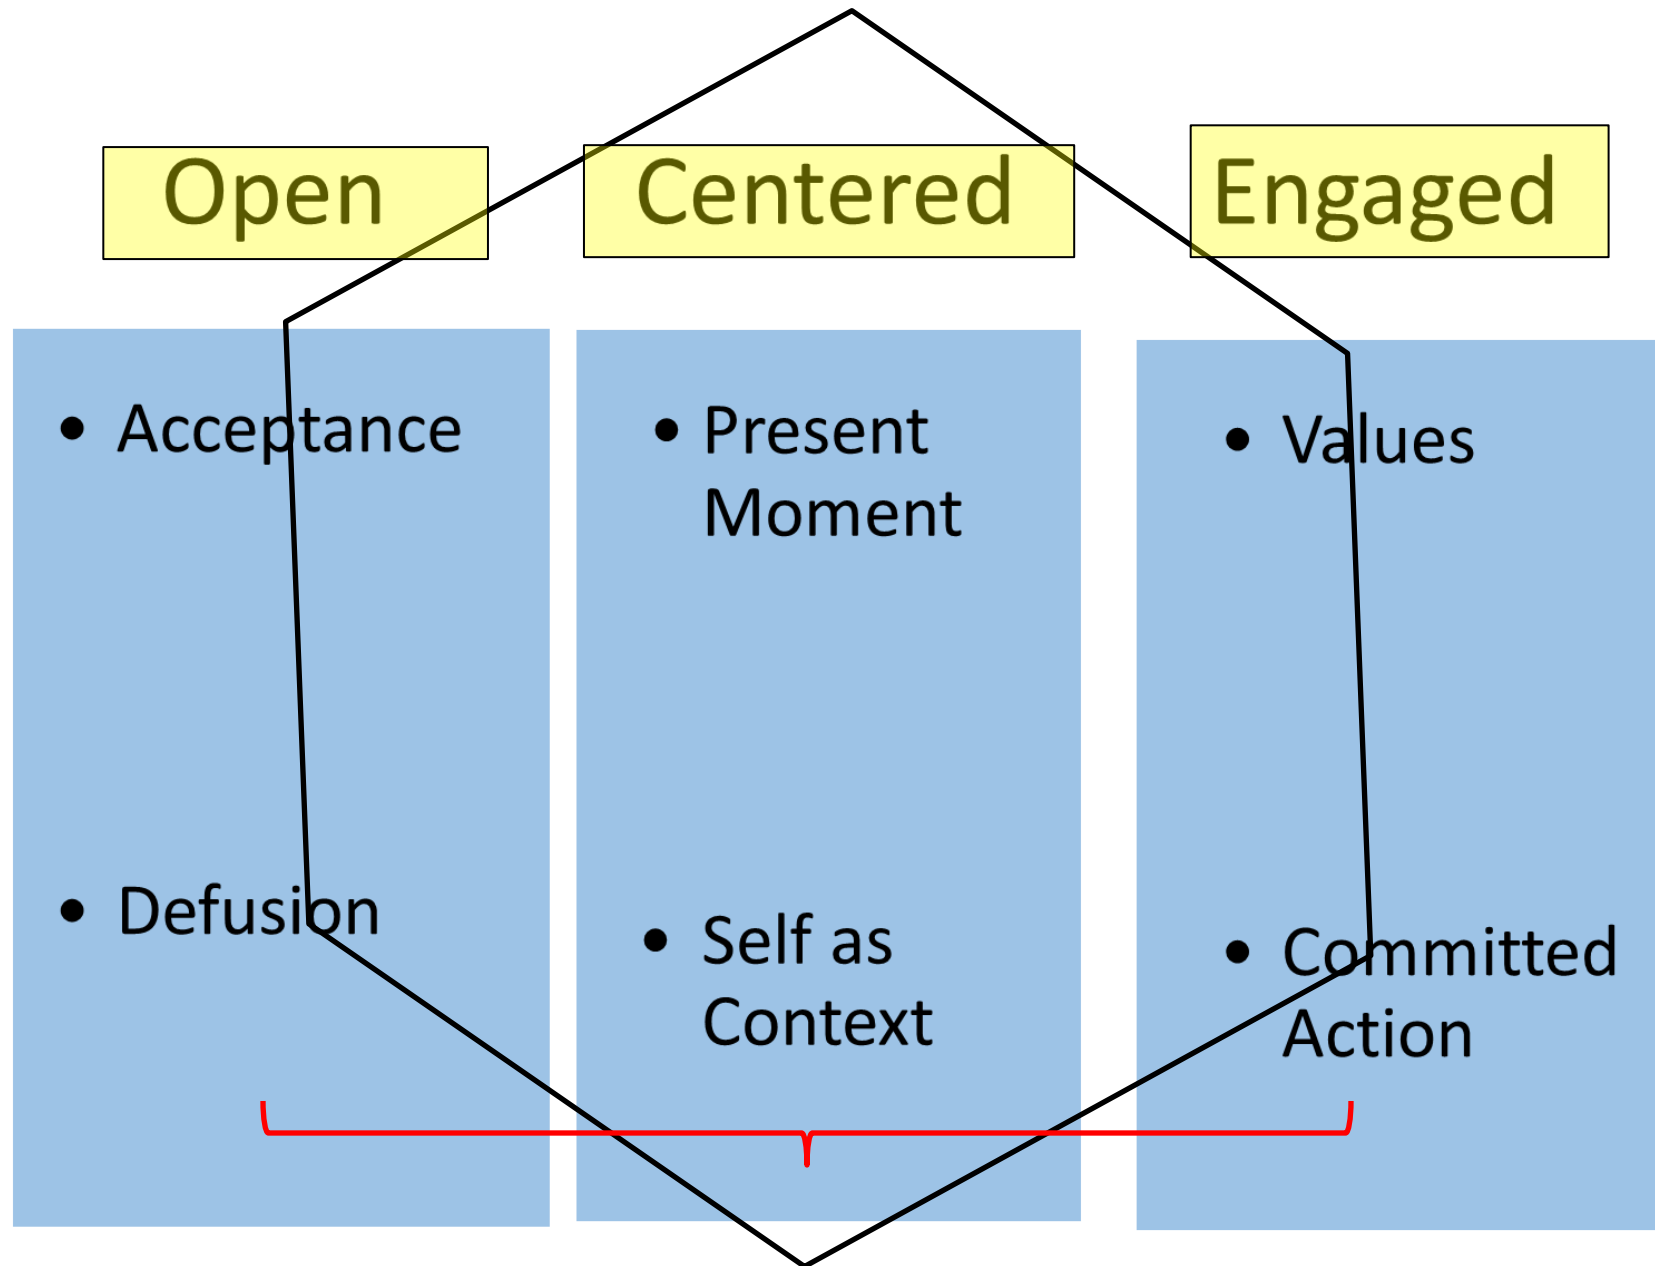 Open
Centered
Engaged
• Acceptance
• Defusion
• Present
Moment
• Self as
Context
• Values
• Committed
Action